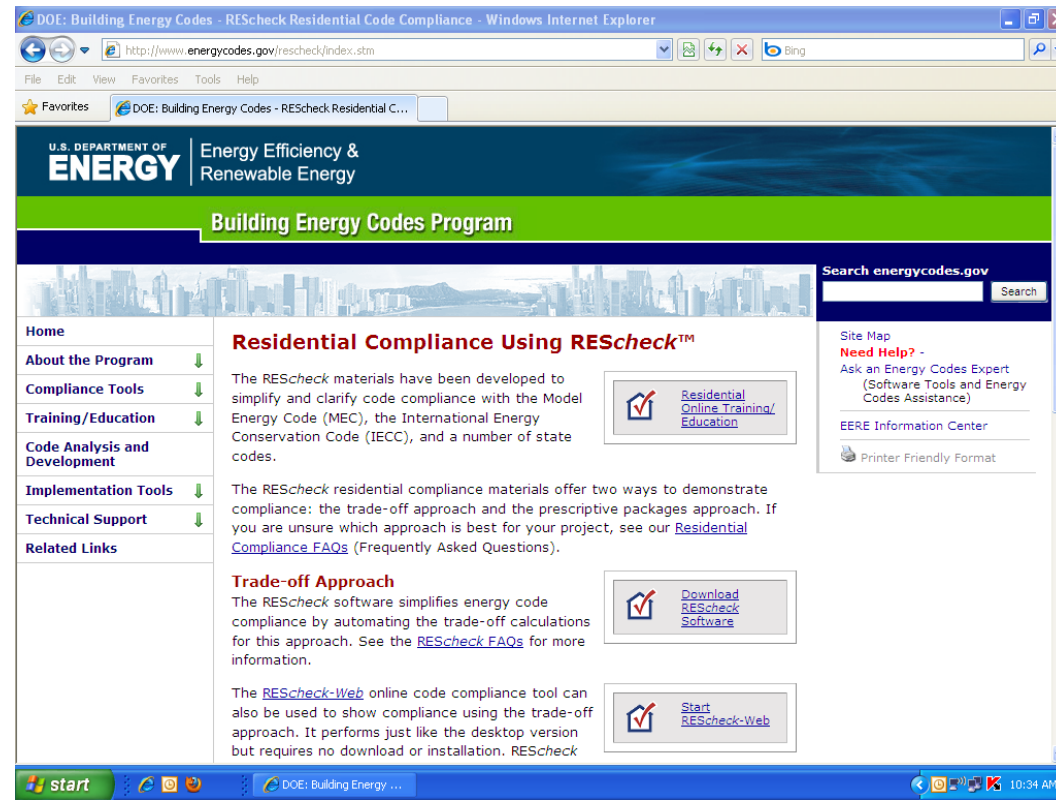 DOE: Building Energy Codes - REScheck Residential Code Compliance - Windows Internet Explorer
http://www.energycodes.gov/rescheck/index.stm
Bing
File Edit View Favorites Tools Help
Favorites
DOE: Building Energy Codes - REScheck Residential C...
U.S. DEPARTMENT OF
ENERGY
Energy Efficiency &
Renewable Energy
Building Energy Codes Program
Search energycodes.gov
Search
Home
About the Program
Compliance Tools
Training/Education
Code Analysis and
Development
Implementation Tools
Technical Support
Related Links
Residential Compliance Using REScheck™
The REScheck materials have been developed to
simplify and clarify code compliance with the Model
Energy Code (MEC), the International Energy
Conservation Code (IECC), and a number of state
codes.
Residential
Online Training/
Education
The REScheck residential compliance materials offer two ways to demonstrate
compliance: the trade-off approach and the prescriptive packages approach. If
you are unsure which approach is best for your project, see our Residential
Compliance FAQs (Frequently Asked Questions).
Trade-off Approach
The REScheck software simplifies energy code
compliance by automating the trade-off calculations
for this approach. See the REScheck FAQs for more
information.
Download
REScheck
Software
The REScheck-Web online code compliance tool can
also be used to show compliance using the trade-off
approach. It performs just like the desktop version
but requires no download or installation. REScheck
Start
REScheck-Web
Site Map
Need Help? -
Ask an Energy Codes Expert
(Software Tools and Energy
Codes Assistance)
EERE Information Center
Printer Friendly Format
start
DOE: Building Energy ...
10:34 AM